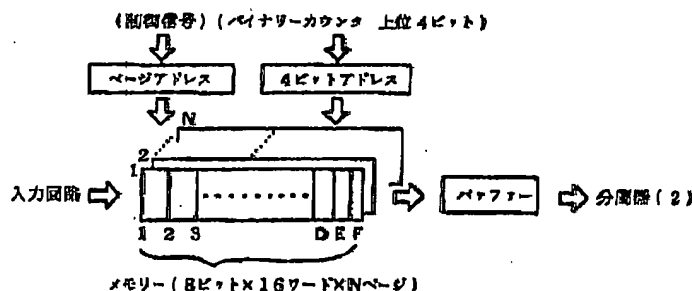 (制御信号) (バイナリーカウンタ 上位4ビット)
ページアドレス 4ビットアドレス
N
2
1
入力回路 バッファー 分周器(2)
1 2 3 D E F
メモリー(8ビット×16ワード×Nページ)